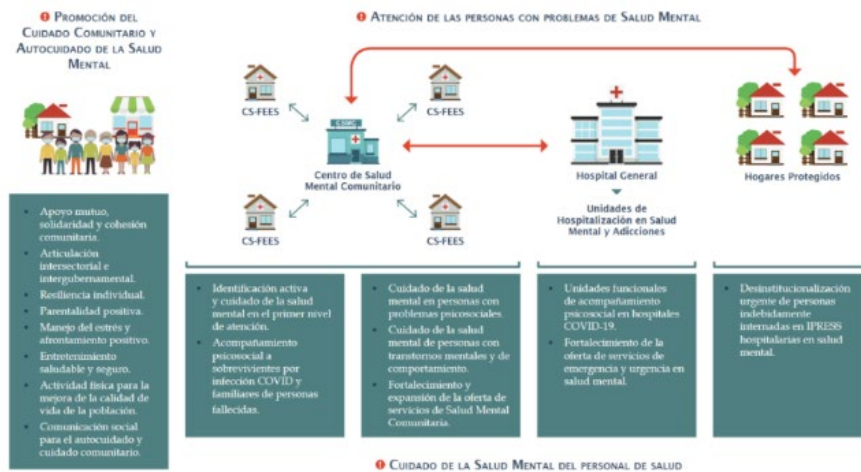 PROMOCIÓN DEL
CUIDADO COMUNITARIO Y
AUTOCUIDADO DE LA SALUD
MENTAL
Apoyo mutuo,
solidaridad y cohesión
comunitaria.
Articulación
intersectorial e
intergubernamental.
Resiliencia individual.
Parentalidad positiva.
Manejo del estrés y
afrontamiento positivo.
Entretenimiento
saludable y seguro.
Actividad física para la
mejora de la calidad de
vida de la población.
Comunicación social
para el autocuidado y
cuidado comunitario.
ATENCIÓN DE LAS PERSONAS CON PROBLEMAS DE SALUD MENTAL
CS-FEES
CS-FEES
CSMC
Centro de Salud
Mental Comunitario
CS-FEES
CS-FEES
Hospital General
Unidades de
Hospitalización en Salud
Mental y Adicciones
Hogares Protegidos
Identificación activa
y cuidado de la salud
mental en el primer nivel
de atención.
Acompañamiento
psicosocial a
sobrevivientes por
infección COVID y
familiares de personas
fallecidas.
Cuidado de la salud
mental en personas con
problemas psicosociales.
Cuidado de la salud
mental de personas con
transtornos mentales y de
comportamiento.
Fortalecimiento y
expansión de la oferta de
servicios de Salud Mental
Comunitaria.
Unidades funcionales
de acompañamiento
psicosocial en hospitales
COVID-19.
Fortalecimiento de la
oferta de servicios de
emergencia y urgencia en
salud mental.
Desinstitucionalización
urgente de personas
indebidamente
internadas en IPRESS
hospitalarias en salud
mental.
CUIDADO DE LA SALUD MENTAL DEL PERSONAL DE SALUD